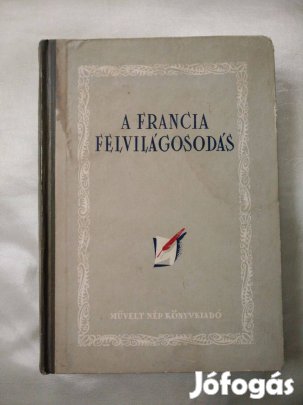 A FRANCIA
FELVILÁGOSODÁS
MŰVELT NÉP KÖNYVKIADÓ
Jófogás